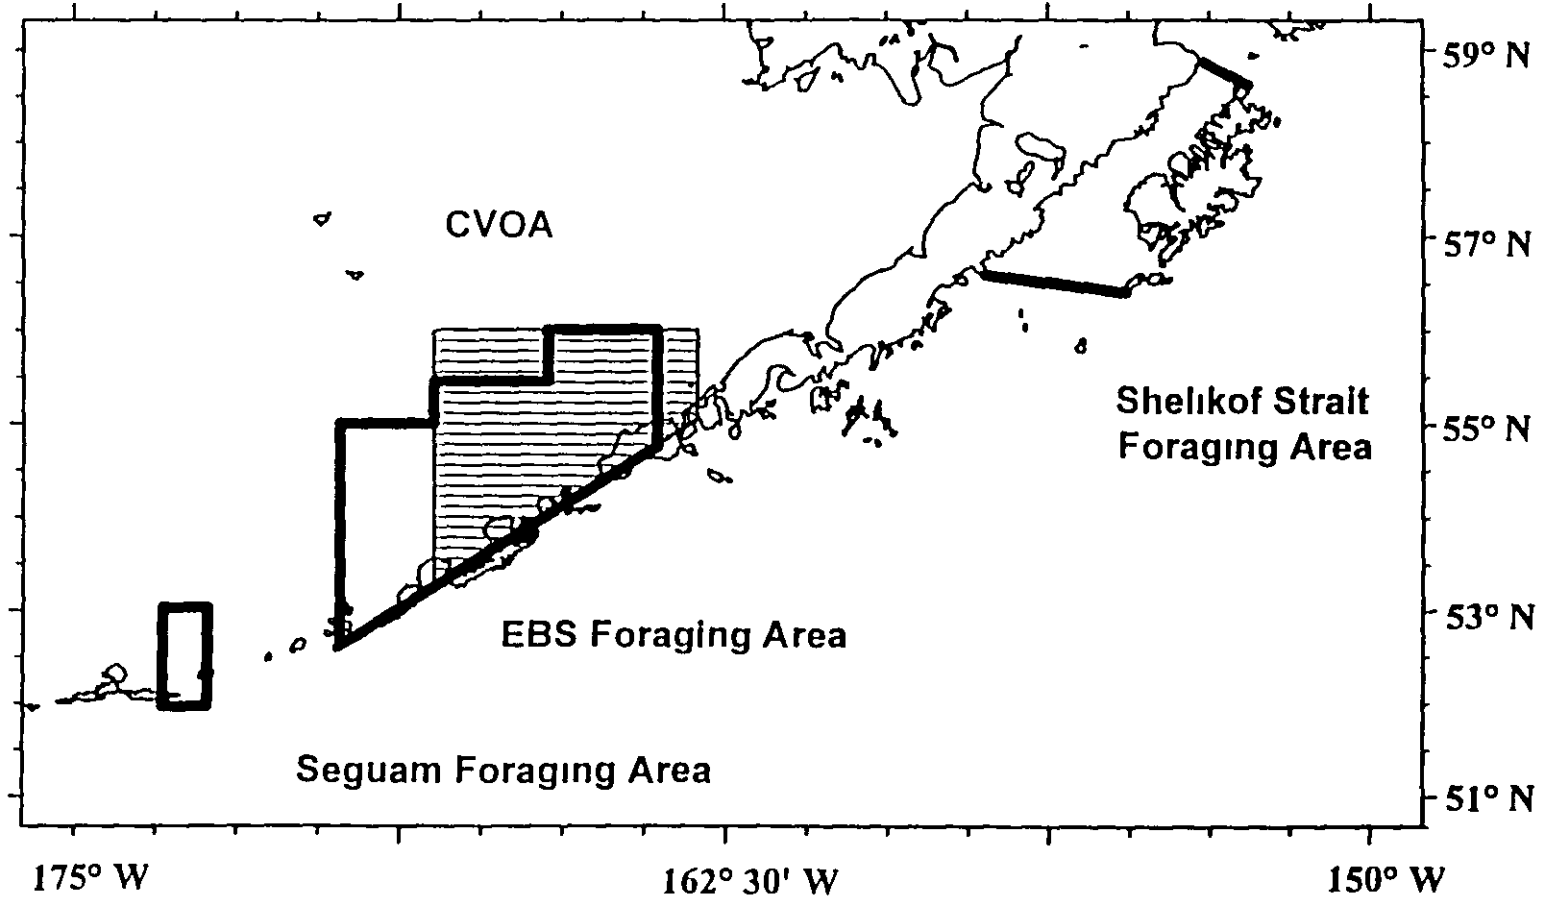 59° N
CVOA
57° N
Shelikof Strait
Foraging Area
55° N
EBS Foraging Area
53° N
Seguam Foraging Area
51° N
175° W
162° 30' W
150° W